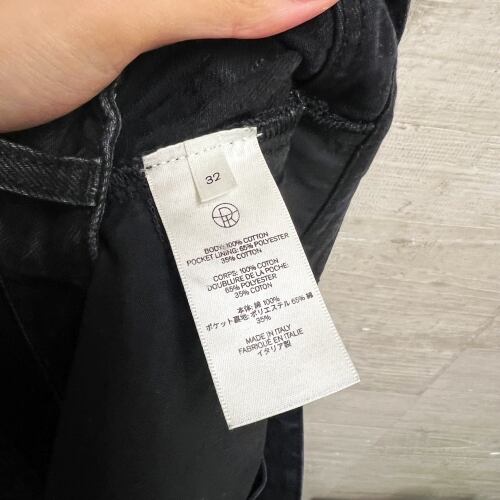 32
BODY: 100% COTTON
POCKET LINING: 65% POLYESTER
35% COTTON
CORPS: 100% COTON
DOUBLURE DE LA POCHE:
65% POLYESTER
35% COTON
本体: 綿 100%
ポケット裏地: ポリエステル 65% 綿
35%
MADE IN ITALY
FABRIQUÉ EN ITALIE
イタリア製